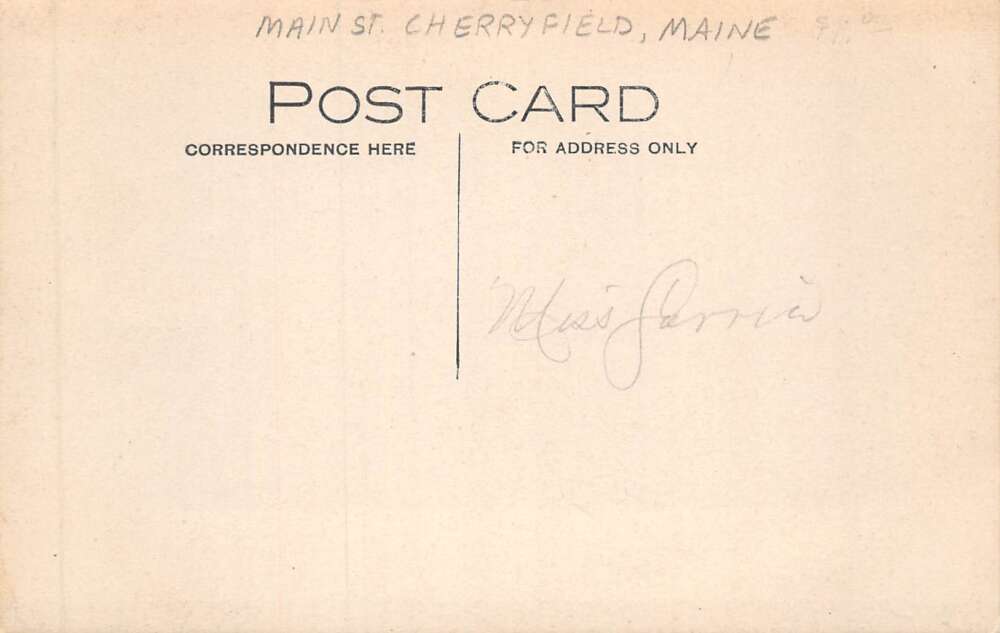 MAIN ST. CHERRYFIELD, MAINE
POST CARD
CORRESPONDENCE HERE
FOR ADDRESS ONLY
Miss